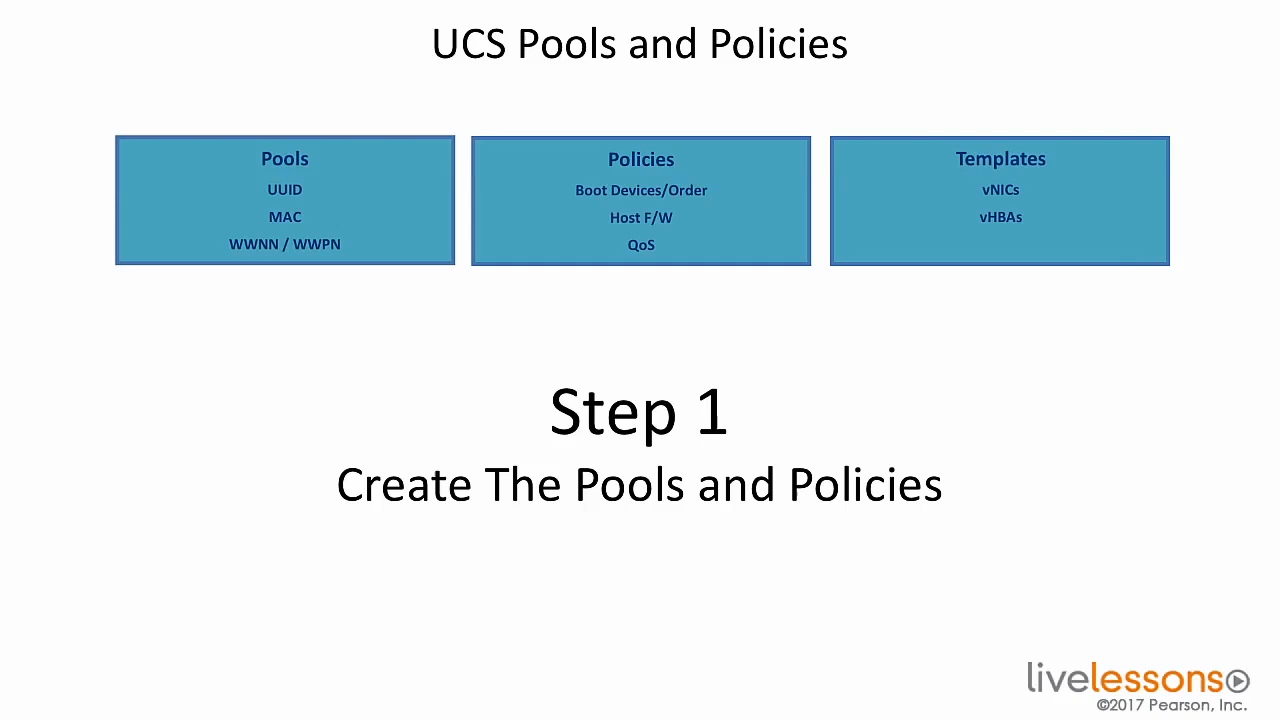 UCS Pools and Policies
Pools
UUID
MAC
WWNN / WWPN
Policies
Boot Devices/Order
Host F/W
QoS
Templates
vNICs
vHBAs
Step 1
Create The Pools and Policies
livelessons
©2017 Pearson, Inc.